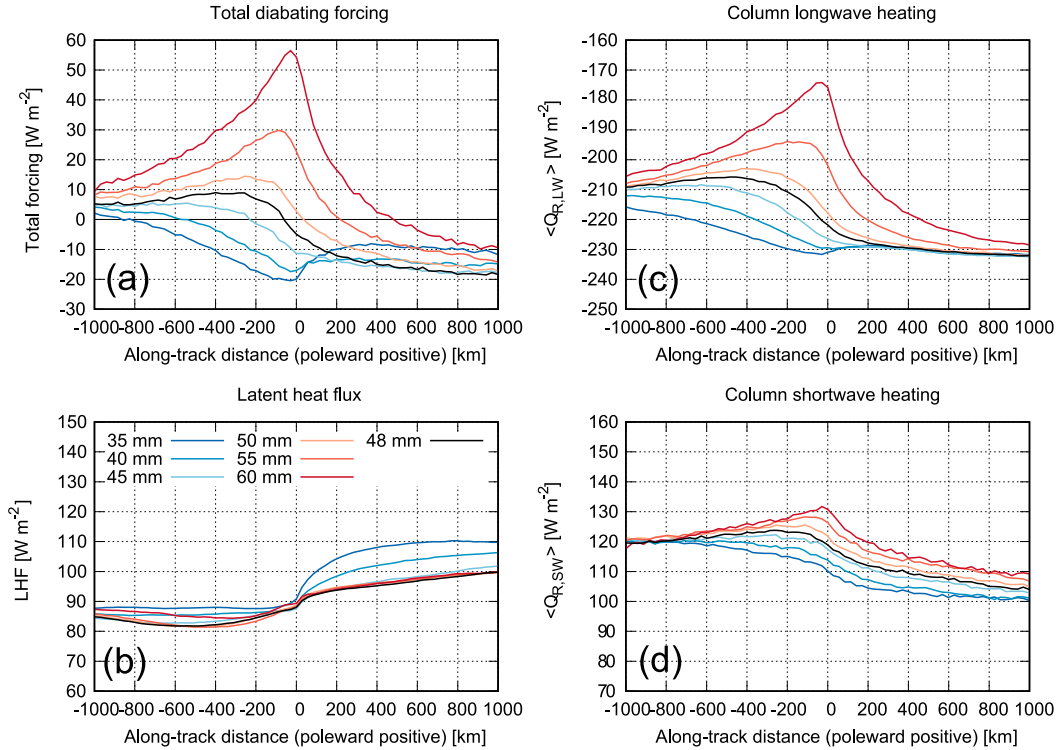 Total diabating forcing
60
50
40
30
20
10
0
-10
-20
-30
Total forcing [W m-2]
(a)
-1000 -800 -600 -400 -200 0 200 400 600 800 1000
Along-track distance (poleward positive) [km]
Column longwave heating
-160
-170
-180
-190
-200
-210
-220
-230
-240
-250
<Q_{R,LW} > [W m-2]
(c)
-1000 -800 -600 -400 -200 0 200 400 600 800 1000
Along-track distance (poleward positive) [km]
Latent heat flux
150
140
130
120
110
100
90
80
70
60
LHF [W m-2]
35 mm 50 mm 48 mm
40 mm 55 mm
45 mm 60 mm
(b)
-1000 -800 -600 -400 -200 0 200 400 600 800 1000
Along-track distance (poleward positive) [km]
Column shortwave heating
160
150
140
130
120
110
100
90
80
70
<Q_{R,SW}> [W m-2]
(d)
-1000 -800 -600 -400 -200 0 200 400 600 800 1000
Along-track distance (poleward positive) [km]